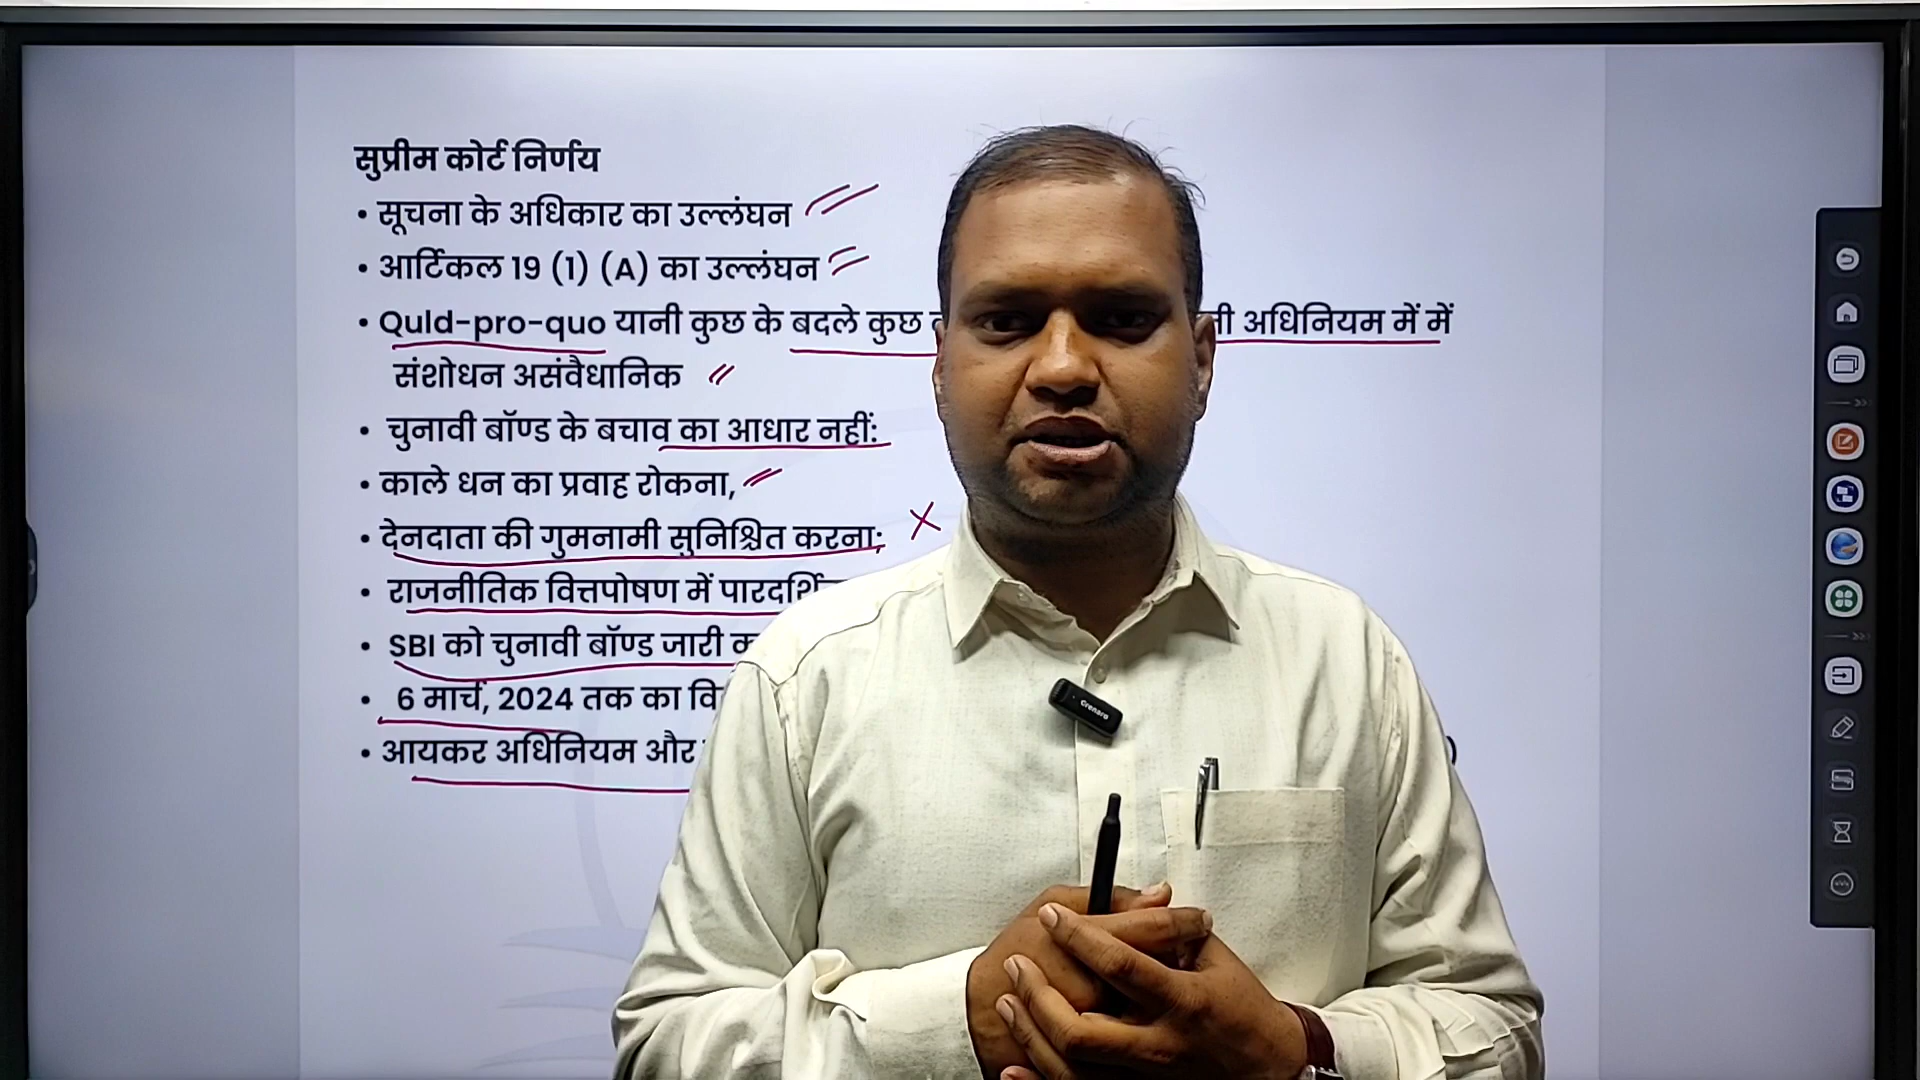 सुप्रीम कोर्ट निर्णय
• सूचना के अधिकार का उल्लंघन
• आर्टिकल 19 (1) (A) का उल्लंघन
• Quld-pro-quo यानी कुछ के बदले कुछ अधिनियम में में
संशोधन असंवैधानिक
• चुनावी बॉण्ड के बचाव का आधार नहीं:
• काले धन का प्रवाह रोकना,
• देनदाता की गुमनामी सुनिश्चित करना;
• राजनीतिक वित्तपोषण में
• SBI को चुनावी बॉण्ड जारी
• 6 मार्च, 2024 तक का
• आयकर अधिनियम और